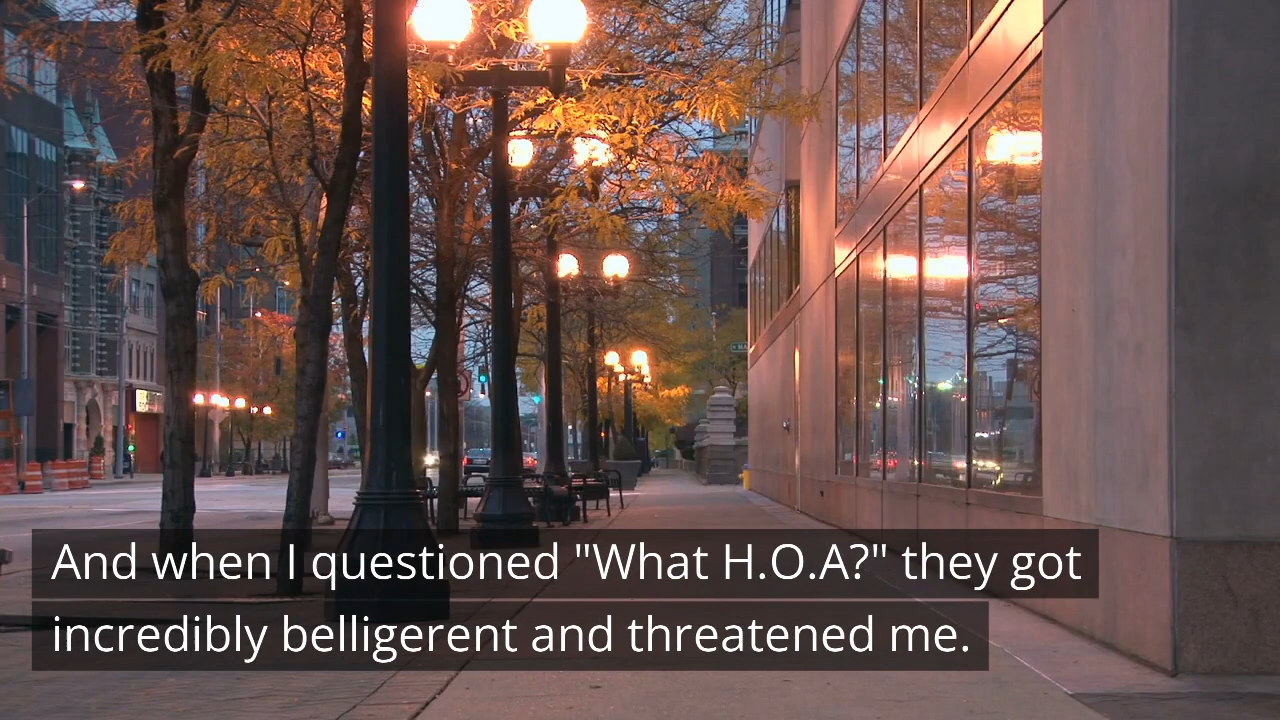 And when I questioned "What H.O.A?" they got
incredibly belligerent and threatened me.